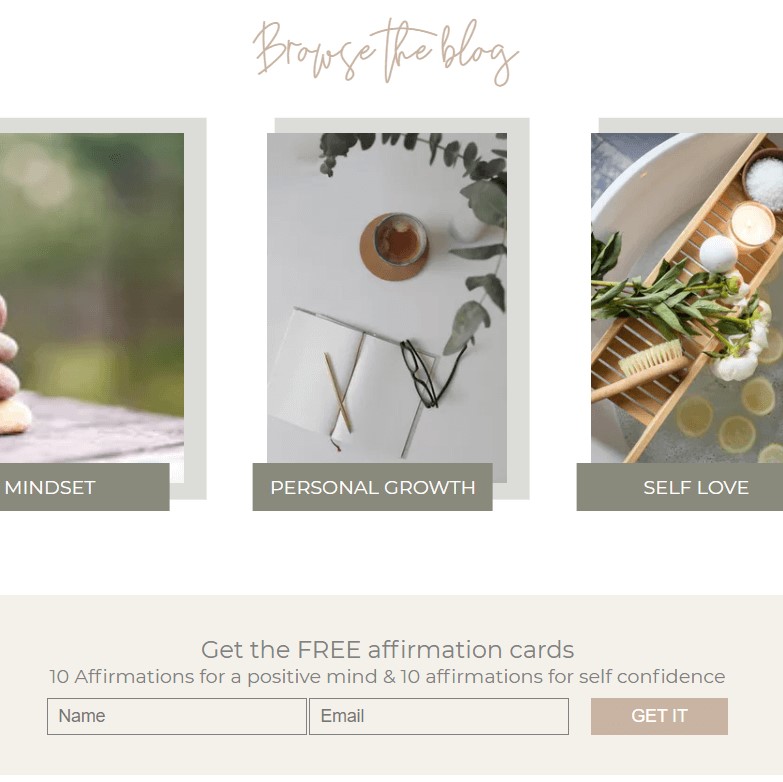 Browse the blog
MINDSET
PERSONAL GROWTH
SELF LOVE
Get the FREE affirmation cards
10 Affirmations for a positive mind & 10 affirmations for self confidence
Name
Email
GET IT